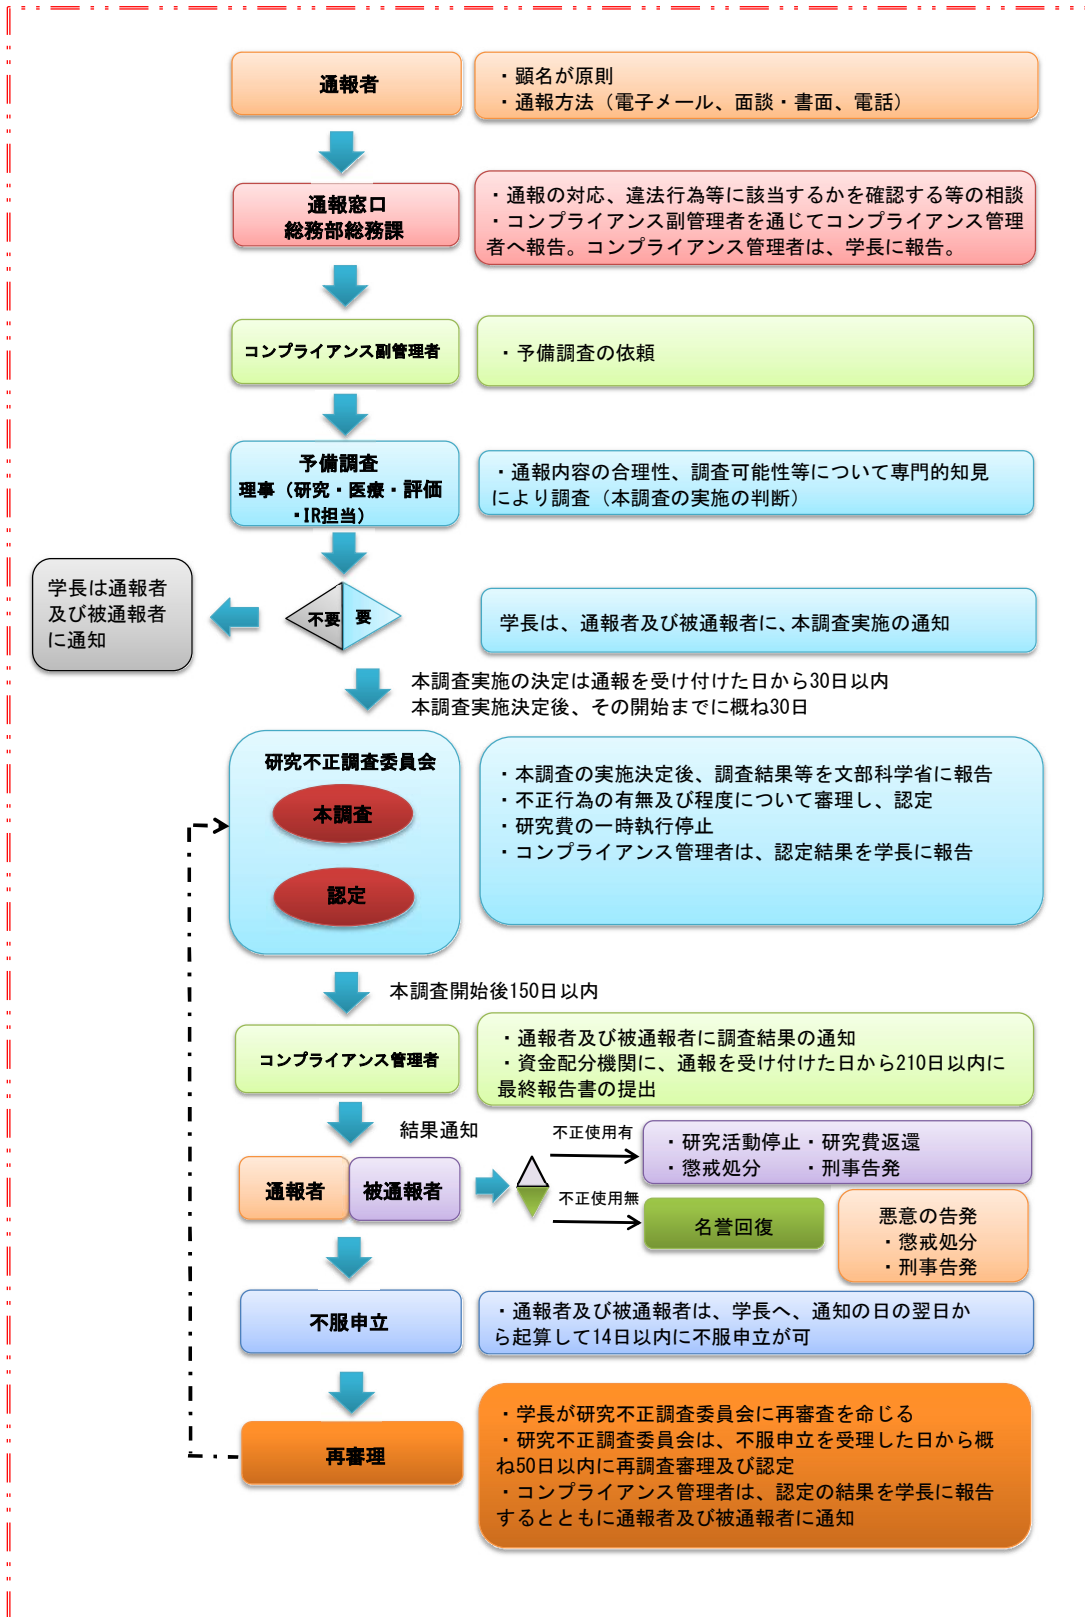 通報者
・顕名が原則
・通報方法（電子メール、面談・書面、電話）
通報窓口
総務部総務課
・通報の対応、違法行為等に該当するかを確認する等の相談
・コンプライアンス副管理者を通じてコンプライアンス管理
者へ報告。コンプライアンス管理者は、学長に報告。
コンプライアンス副管理者
・予備調査の依頼
予備調査
理事（研究・医療・評価
・IR担当）
・通報内容の合理性、調査可能性等について専門的知見
により調査（本調査の実施の判断）
学長は通報者
及び被通報者
に通知
不要
要
学長は、通報者及び被通報者に、本調査実施の通知
本調査実施の決定は通報を受け付けた日から30日以内
本調査実施決定後、その開始までに概ね30日
研究不正調査委員会
本調査
認定
・本調査の実施決定後、調査結果等を文部科学省に報告
・不正行為の有無及び程度について審理し、認定
・研究費の一時執行停止
・コンプライアンス管理者は、認定結果を学長に報告
本調査開始後150日以内
コンプライアンス管理者
・通報者及び被通報者に調査結果の通知
・資金配分機関に、通報を受け付けた日から210日以内に
最終報告書の提出
結果通知
通報者
被通報者
不正使用有
・研究活動停止・研究費返還
・懲戒処分　　・刑事告発
不正使用無
名誉回復
悪意の告発
・懲戒処分
・刑事告発
不服申立
・通報者及び被通報者は、学長へ、通知の日の翌日か
ら起算して14日以内に不服申立が可
再審理
・学長が研究不正調査委員会に再審査を命じる
・研究不正調査委員会は、不服申立を受理した日から概
ね50日以内に再調査審理及び認定
・コンプライアンス管理者は、認定の結果を学長に報告
するとともに通報者及び被通報者に通知